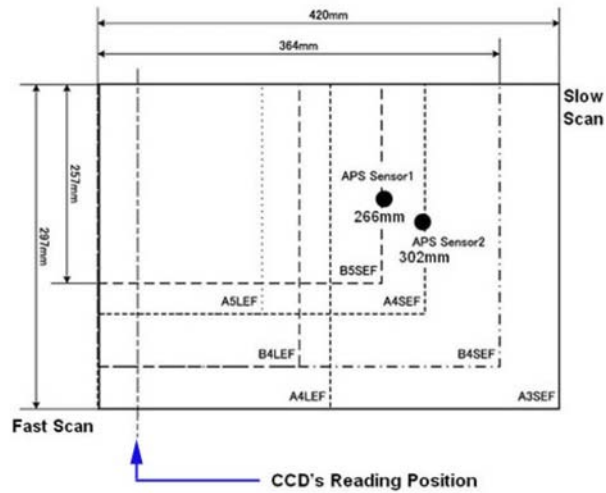 420mm
364mm
Slow
Scan
257mm
297mm
APS Sensor1
266mm
APS Sensor2
302mm
B5SEF
A5LEF
A4SEF
B4LEF
B4SEF
A4LEF
A3SEF
Fast Scan
CCD's Reading Position